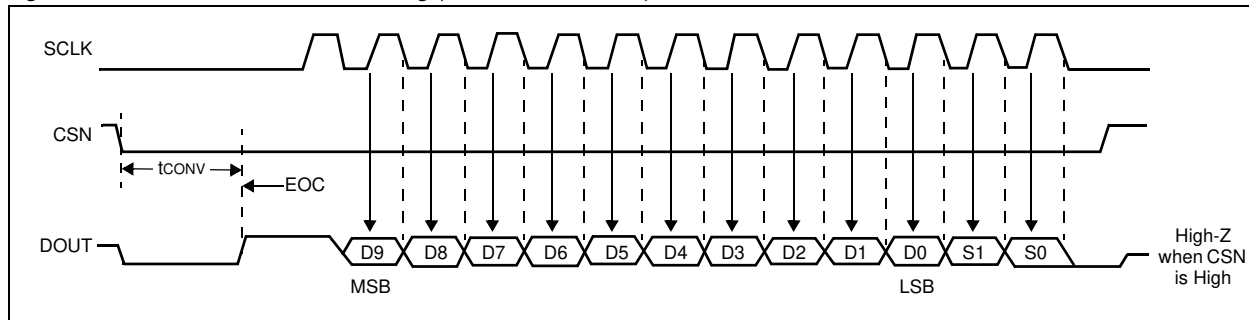 SCLK
CSN
tCONV
EOC
DOUT
D9 D8 D7 D6 D5 D4 D3 D2 D1 D0 S1 S0
MSB
LSB
High-Z
when CSN
is High